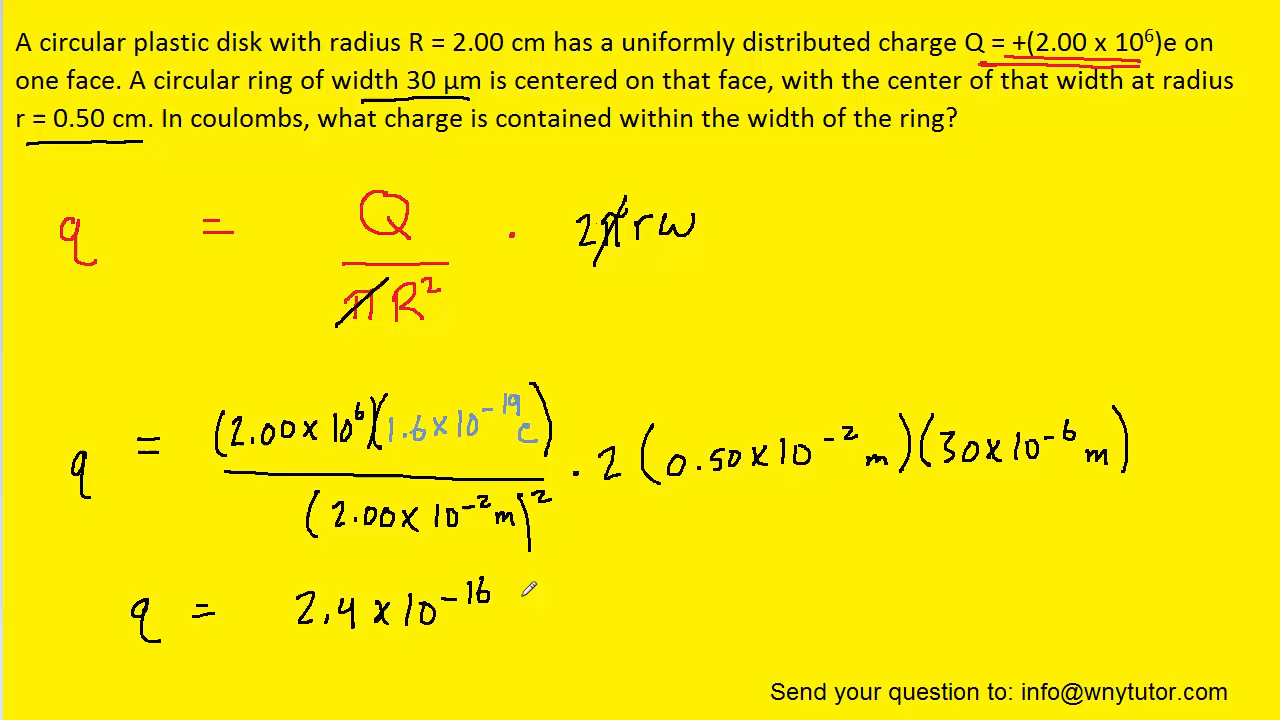 A circular plastic disk with radius R = 2.00 cm has a uniformly distributed charge Q = +(2.00 x 10⁶)e on
one face. A circular ring of width 30 µm is centered on that face, with the center of that width at radius
r = 0.50 cm. In coulombs, what charge is contained within the width of the ring?
q = Q / πR² · 2πrw
q = (2.00 x 10⁶)(1.6 x 10⁻¹⁹ C) / (2.00 x 10⁻² m)² · 2 (0.50 x 10⁻² m)(30 x 10⁻⁶ m)
q = 2.4 x 10⁻¹⁶
Send your question to: info@wnytutor.com